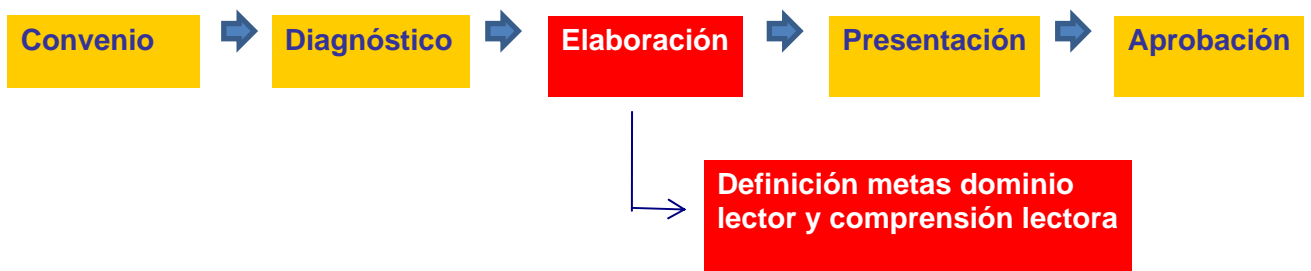 Convenio
Diagnóstico
Elaboración
Presentación
Aprobación
Definición metas dominio
lector y comprensión lectora